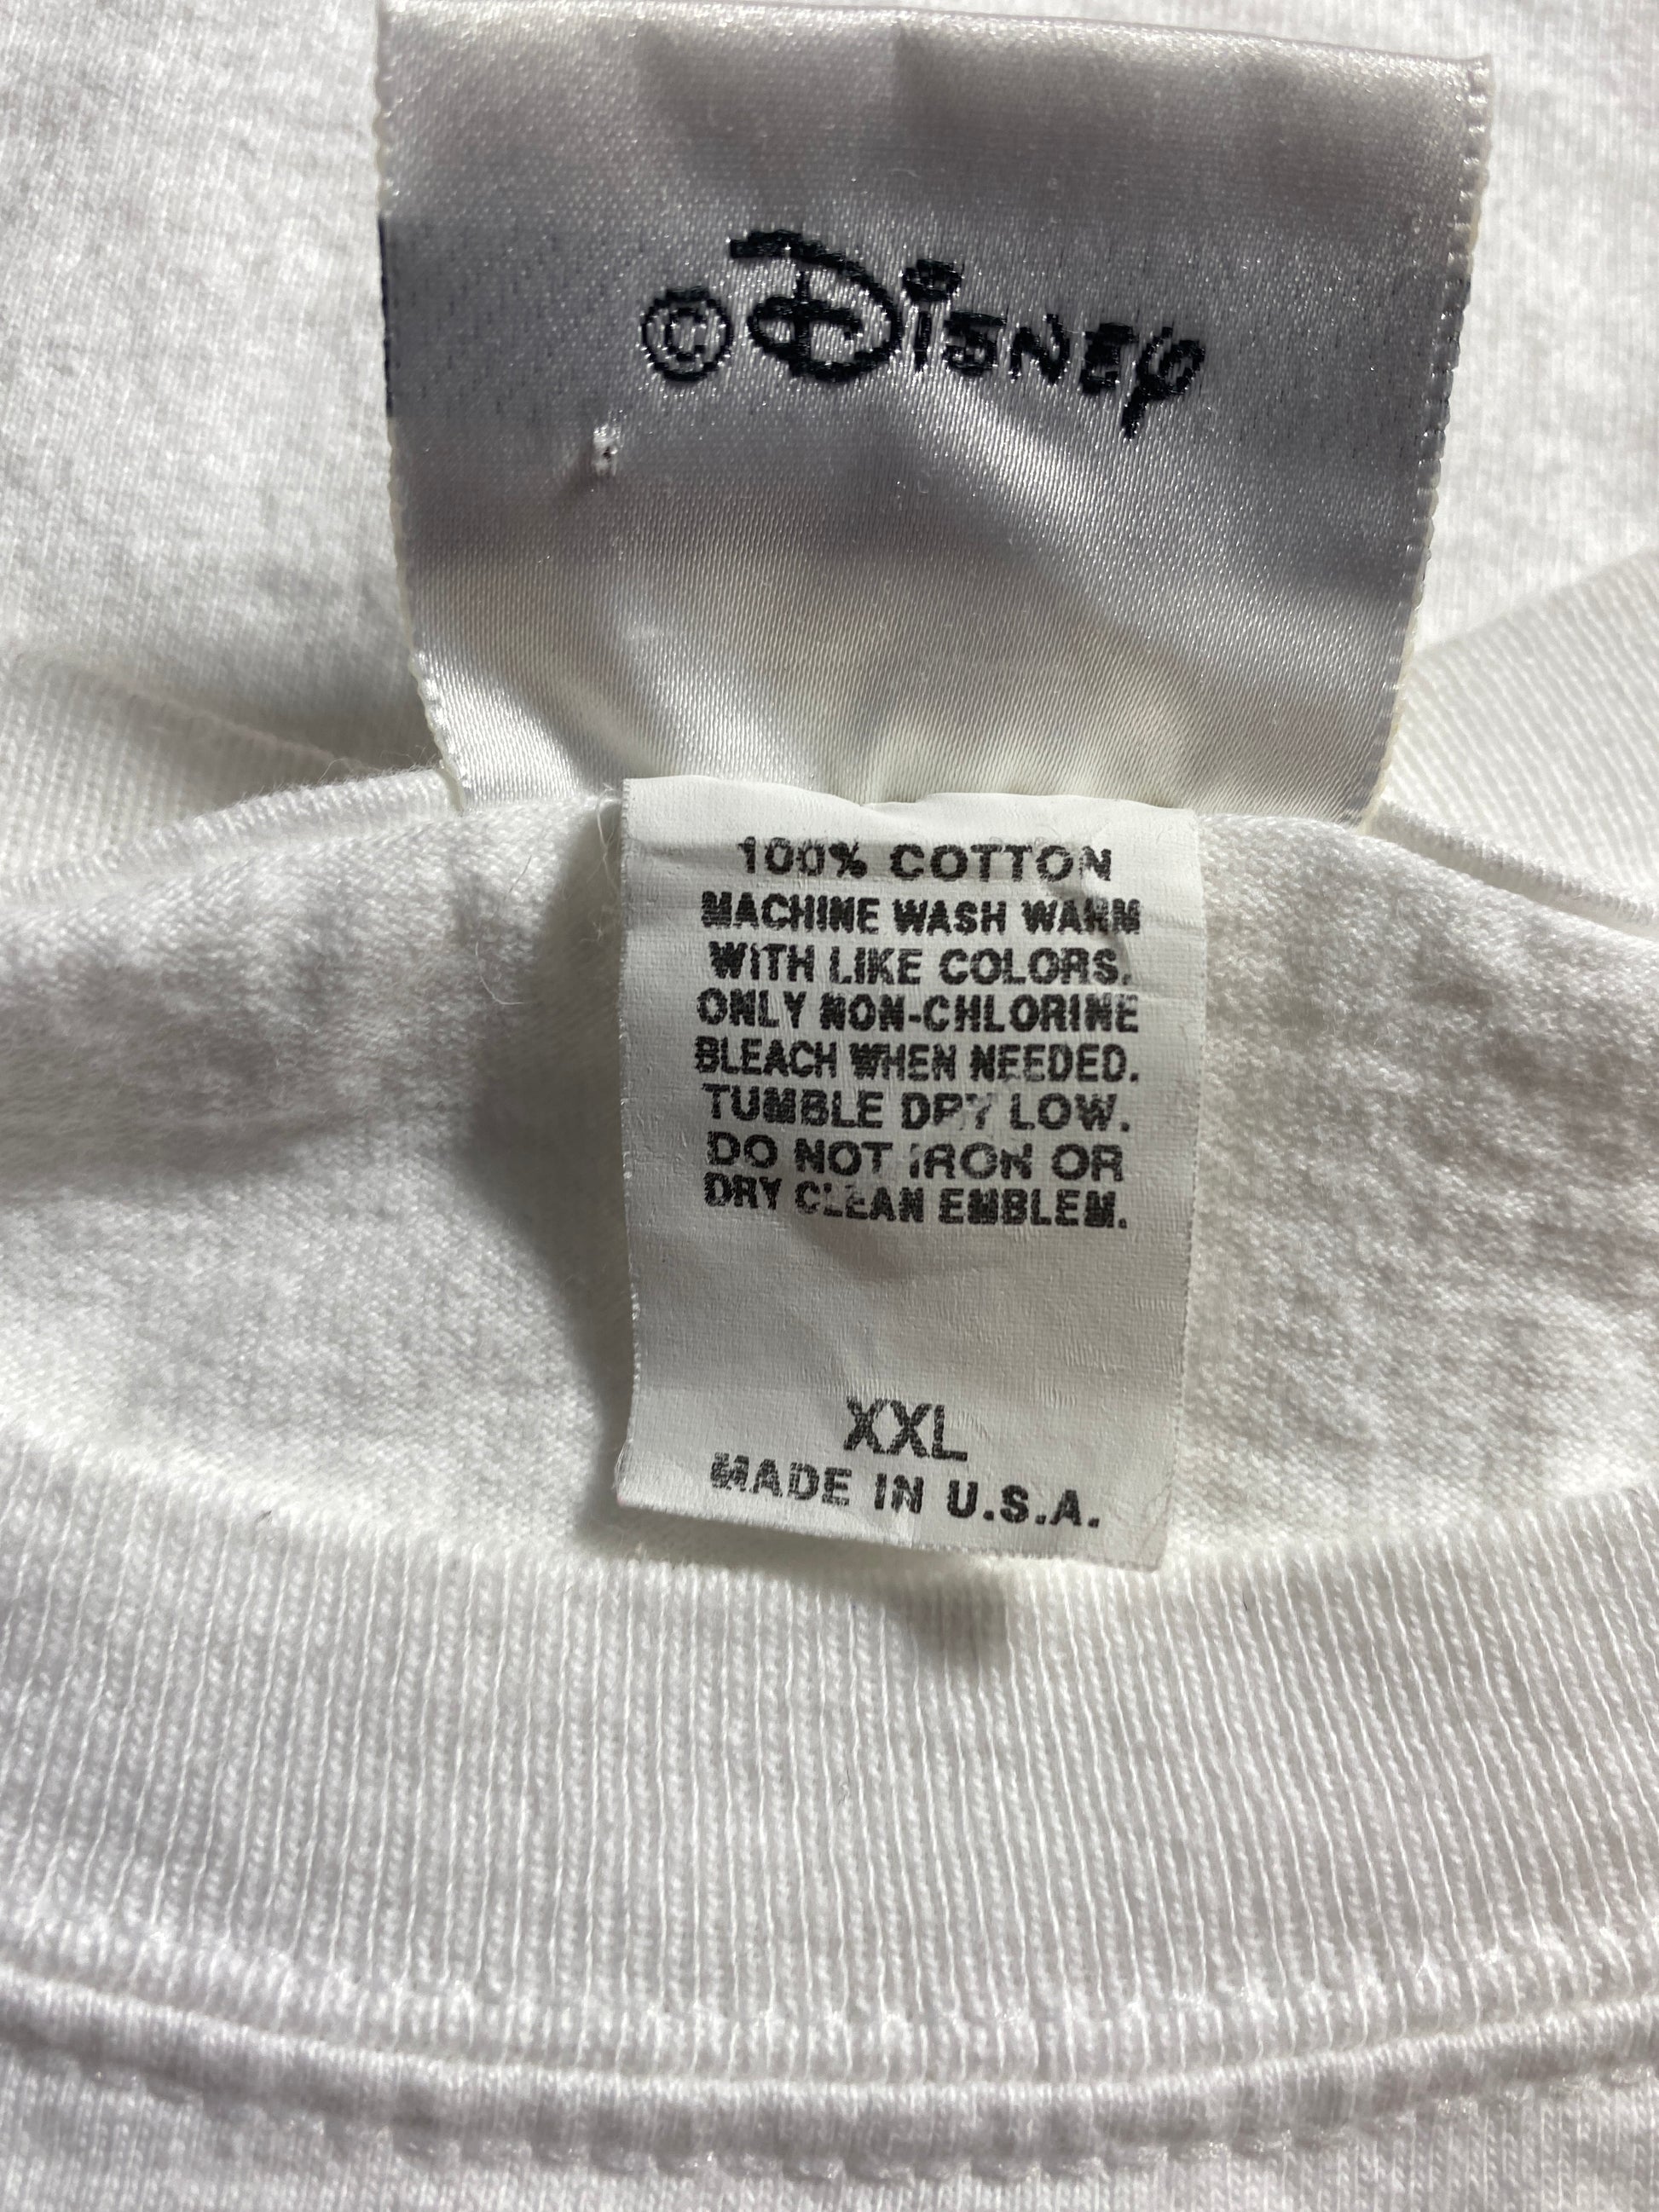 ©Disney
100% COTTON
MACHINE WASH WARM
WITH LIKE COLORS.
ONLY NON-CHLORINE
BLEACH WHEN NEEDED.
TUMBLE DRY LOW.
DO NOT IRON OR
DRY CLEAN EMBLEM.
XXL
MADE IN U.S.A.